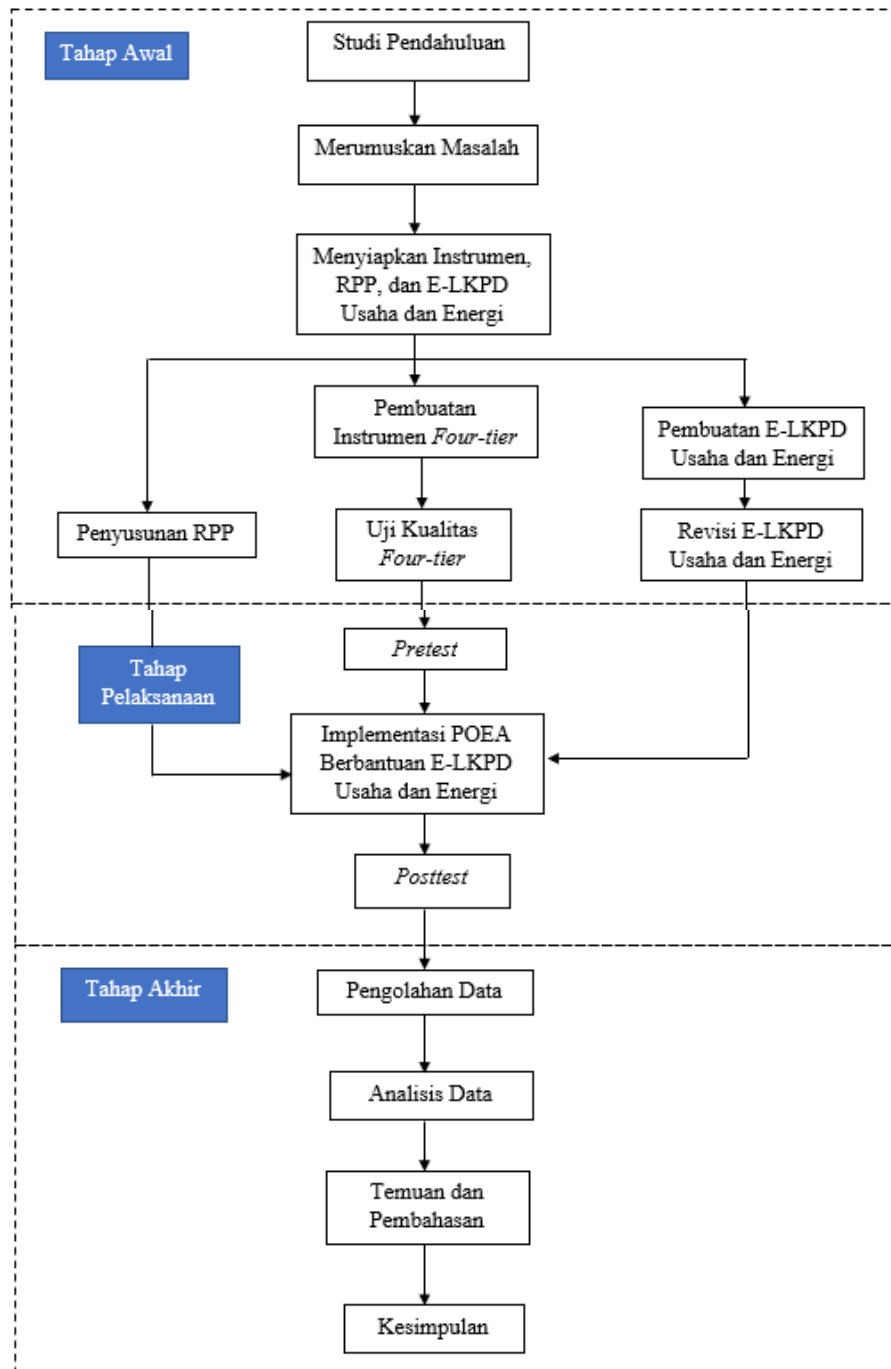 Tahap Awal
Studi Pendahuluan
Merumuskan Masalah
Menyiapkan Instrumen,
RPP, dan E-LKPD
Usaha dan Energi
Pembuatan
Instrumen Four-tier
Pembuatan E-LKPD
Usaha dan Energi
Penyusunan RPP
Uji Kualitas
Four-tier
Revisi E-LKPD
Usaha dan Energi
Tahap
Pelaksanaan
Pretest
Implementasi POEA
Berbantuan E-LKPD
Usaha dan Energi
Posttest
Tahap Akhir
Pengolahan Data
Analisis Data
Temuan dan
Pembahasan
Kesimpulan